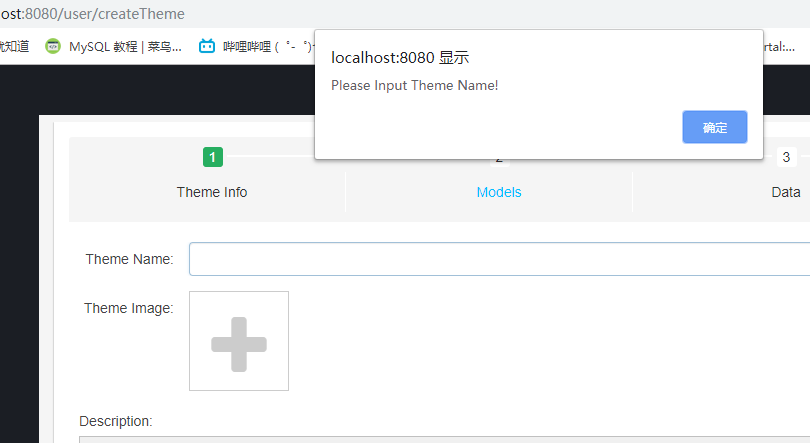 ost:8080/user/createTheme
就知道 MySQL 教程 | 菜鸟... 哔哩哔哩 ( ゜- ゜)つ rtal:...
localhost:8080 显示
Please Input Theme Name!
确定
1 2 3
Theme Info Models Data
Theme Name:
Theme Image:
Description: